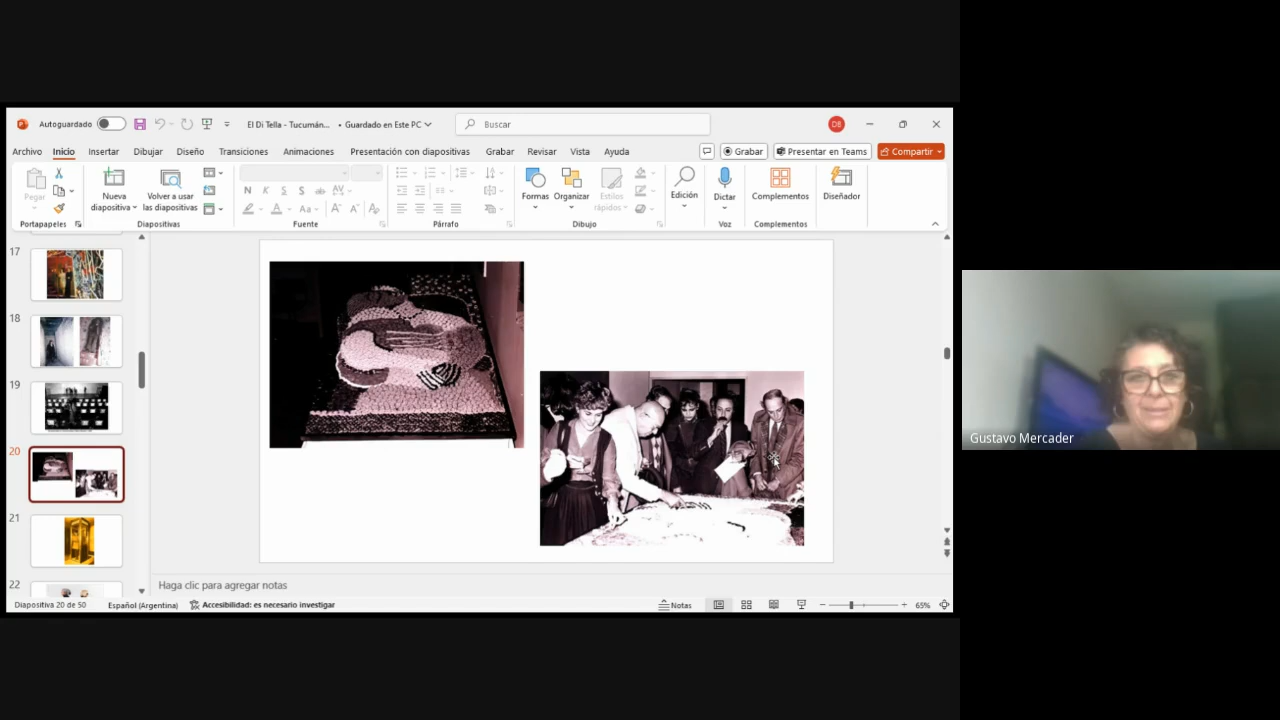 Autoguardado
El Di Tella - Tucumán... • Guardado en Este PC
Buscar
DB
Archivo Inicio Insertar Dibujar Diseño Transiciones Animaciones Presentación con diapositivas Grabar Revisar Vista Ayuda
Grabar
Presentar en Teams
Compartir
Pegar
Nueva diapositiva
Volver a usar las diapositivas
N K S S ab AV
A Aa A A
Formas
Organizar
Estilos rápidos
Edición
Dictar
Complementos
Diseñador
Portapapeles
Diapositivas
Fuente
Párrafo
Dibujo
Voz
Complementos
17
18
19
20
21
22
Haga clic para agregar notas
Diapositiva 20 de 50
Español (Argentina)
Accesibilidad: es necesario investigar
Notas
65%
Gustavo Mercader